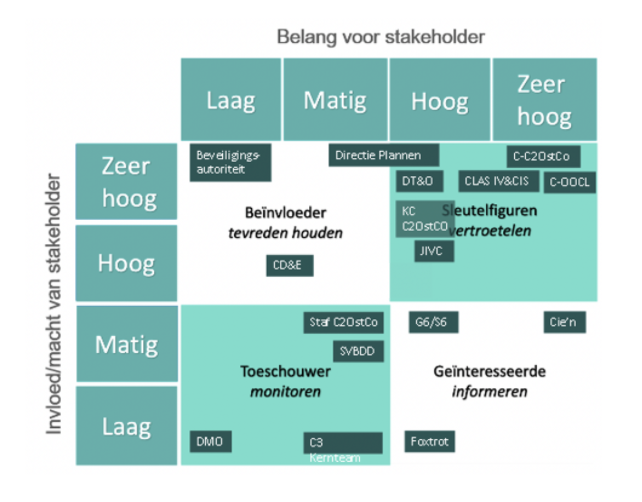 Belang voor stakeholder
Laag
Matig
Hoog
Zeer
hoog
Invloed/macht van stakeholder
Zeer
hoog
Hoog
Matig
Laag
Beveiligings-
autoriteit
Directie Plannen
C-C2OstCo
DT&O
CLAS IV&CIS
C-OOCL
KC
C2OstCO
JIVC
Beïnvloeder
tevreden houden
CD&E
Sleutelfiguren
vertroetelen
Staf C2OstCo
SVBDD
Toeschouwer
monitoren
DMO
C3
Kernteam
G6/S6
Cie'n
Geïnteresseerde
informeren
Foxtrot